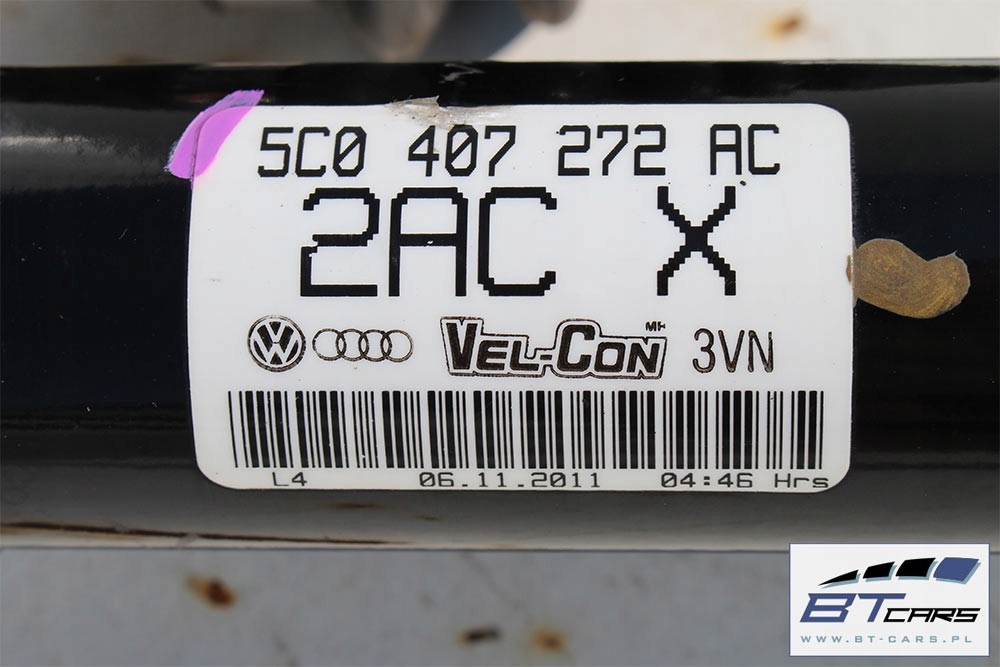 5C0 407 272 AC
2AC X
VW VEL-CON 3VN
L4 06.11.2011 04:46 Hrs
BT CARS
WWW.BT-CARS.PL